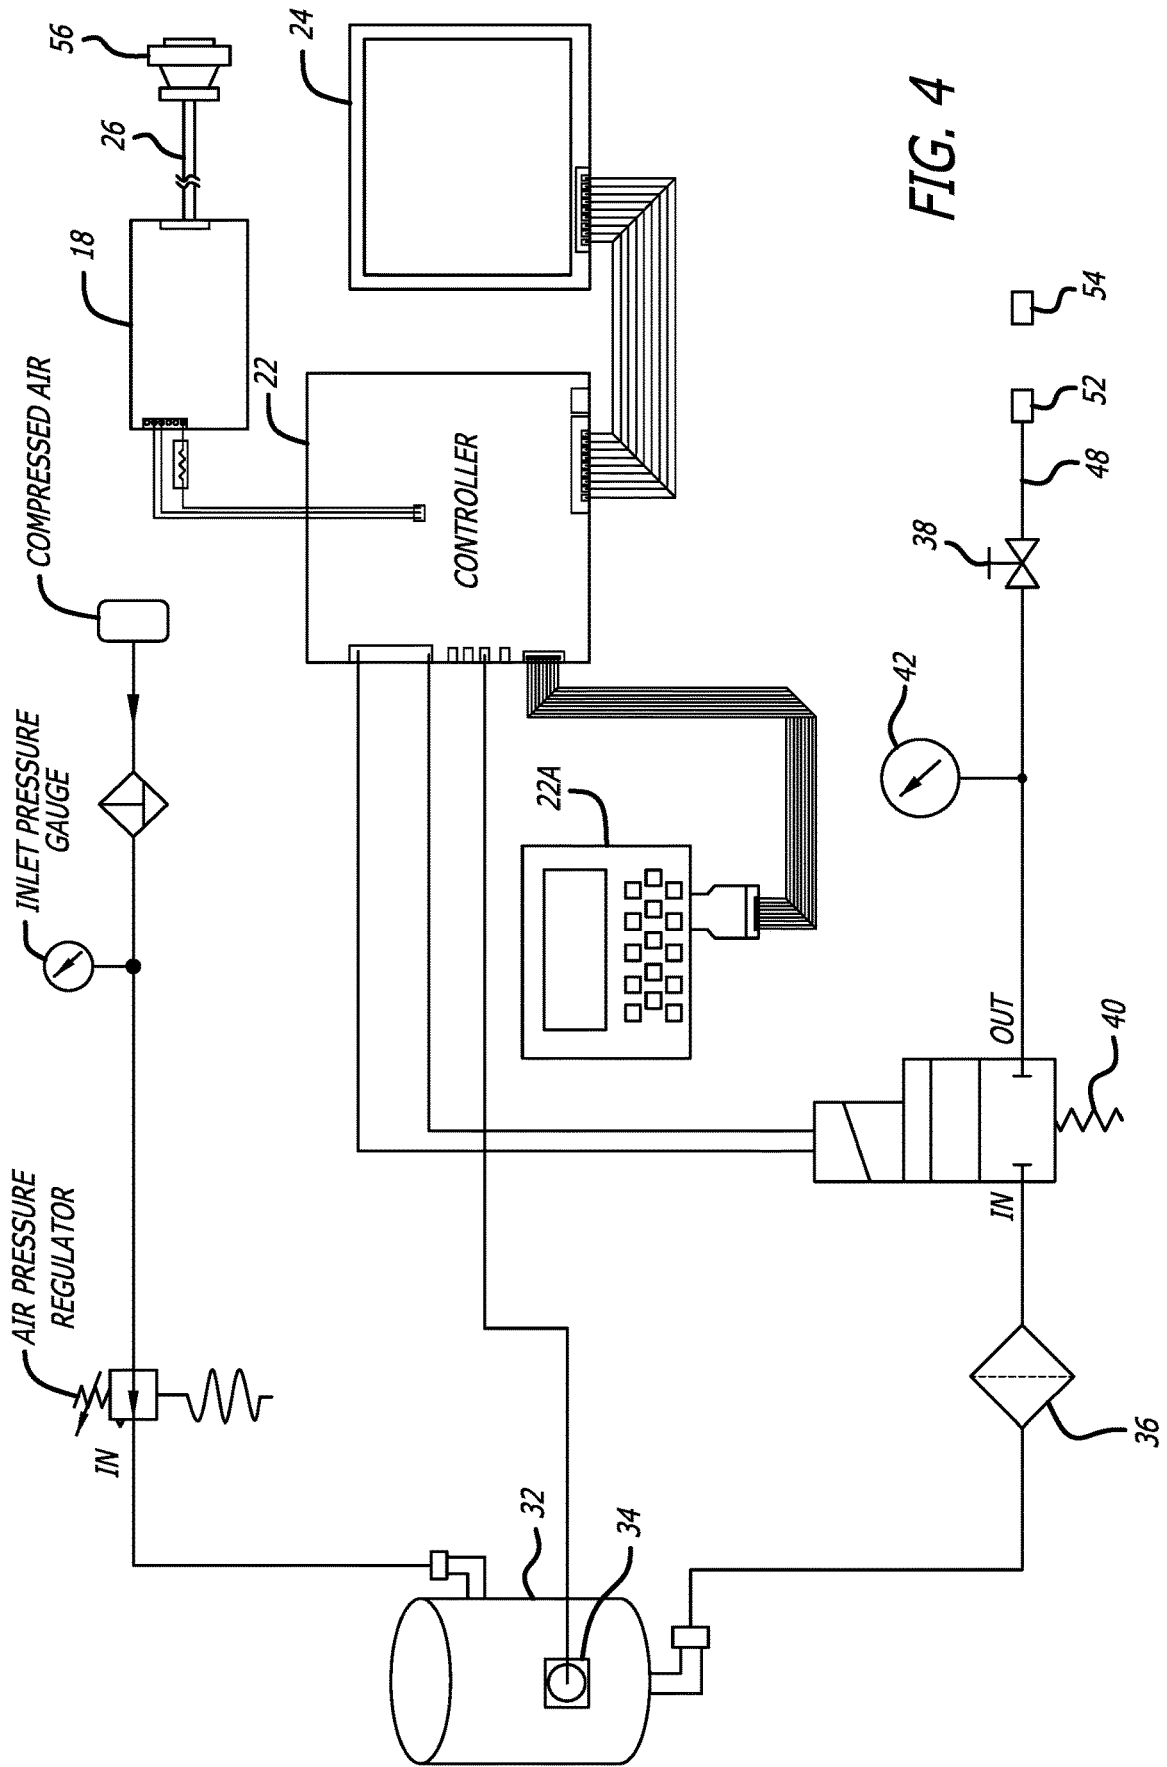 56
26
18
24
COMPRESSED AIR
22
CONTROLLER
INLET PRESSURE
GAUGE
22A
AIR PRESSURE
REGULATOR
IN
32
34
42
38
48
52
54
OUT
IN
40
36
FIG. 4